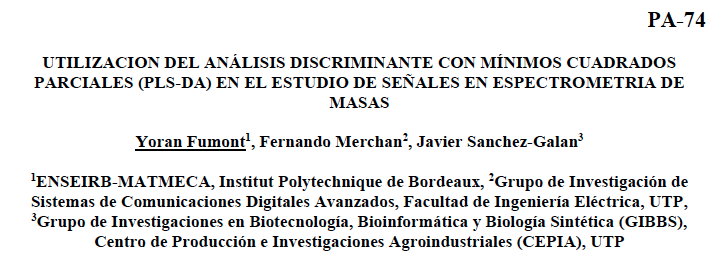 PA-74
UTILIZACION DEL ANÁLISIS DISCRIMINANTE CON MÍNIMOS CUADRADOS
PARCIALES (PLS-DA) EN EL ESTUDIO DE SEÑALES EN ESPECTROMETRIA DE
MASAS
Yoran Fumont¹, Fernando Merchan², Javier Sanchez-Galan³
¹ENSEIRB-MATMECA, Institut Polytechnique de Bordeaux, ²Grupo de Investigación de
Sistemas de Comunicaciones Digitales Avanzados, Facultad de Ingeniería Eléctrica, UTP,
³Grupo de Investigaciones en Biotecnología, Bioinformática y Biología Sintética (GIBBS),
Centro de Producción e Investigaciones Agroindustriales (CEPIA), UTP